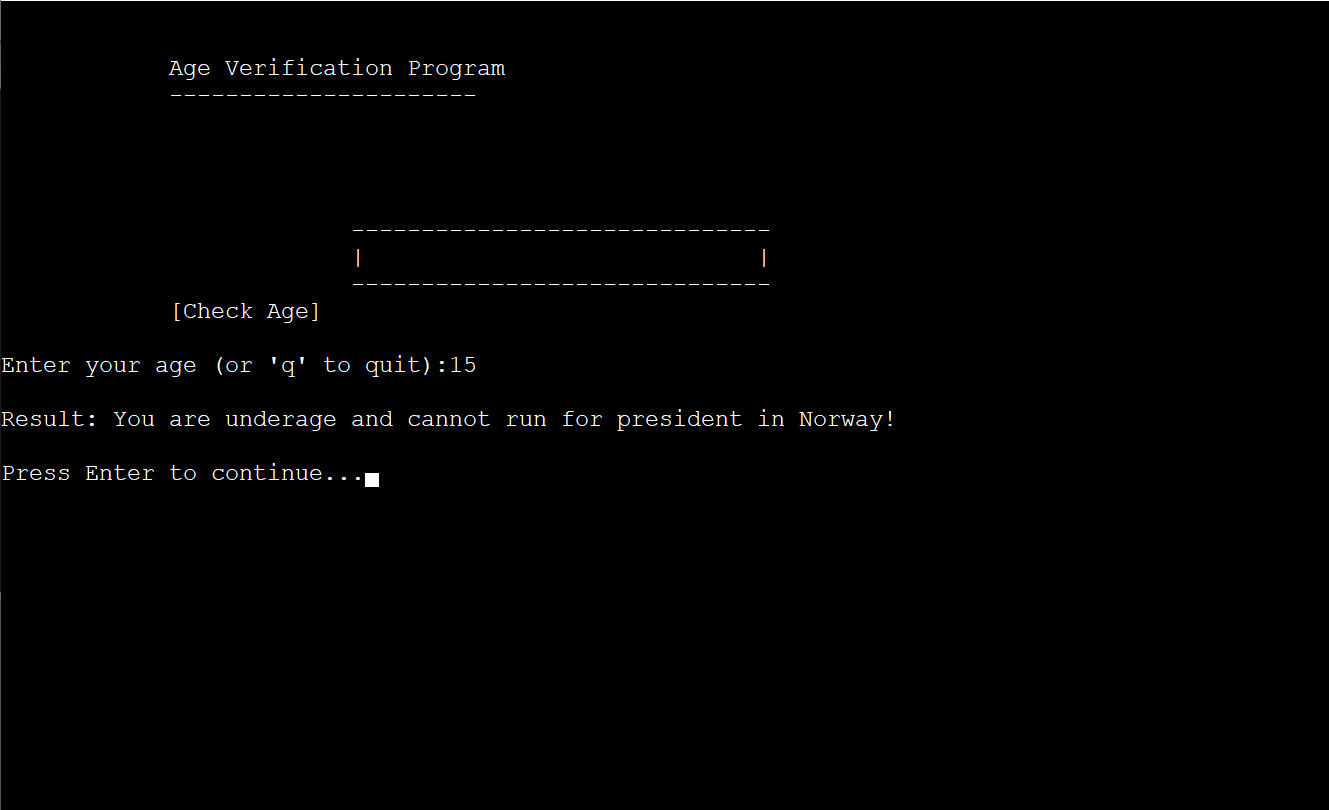 Age Verification Program
----------------------
------------------------------
|                            |
------------------------------
[Check Age]
Enter your age (or 'q' to quit):15
Result: You are underage and cannot run for president in Norway!
Press Enter to continue...